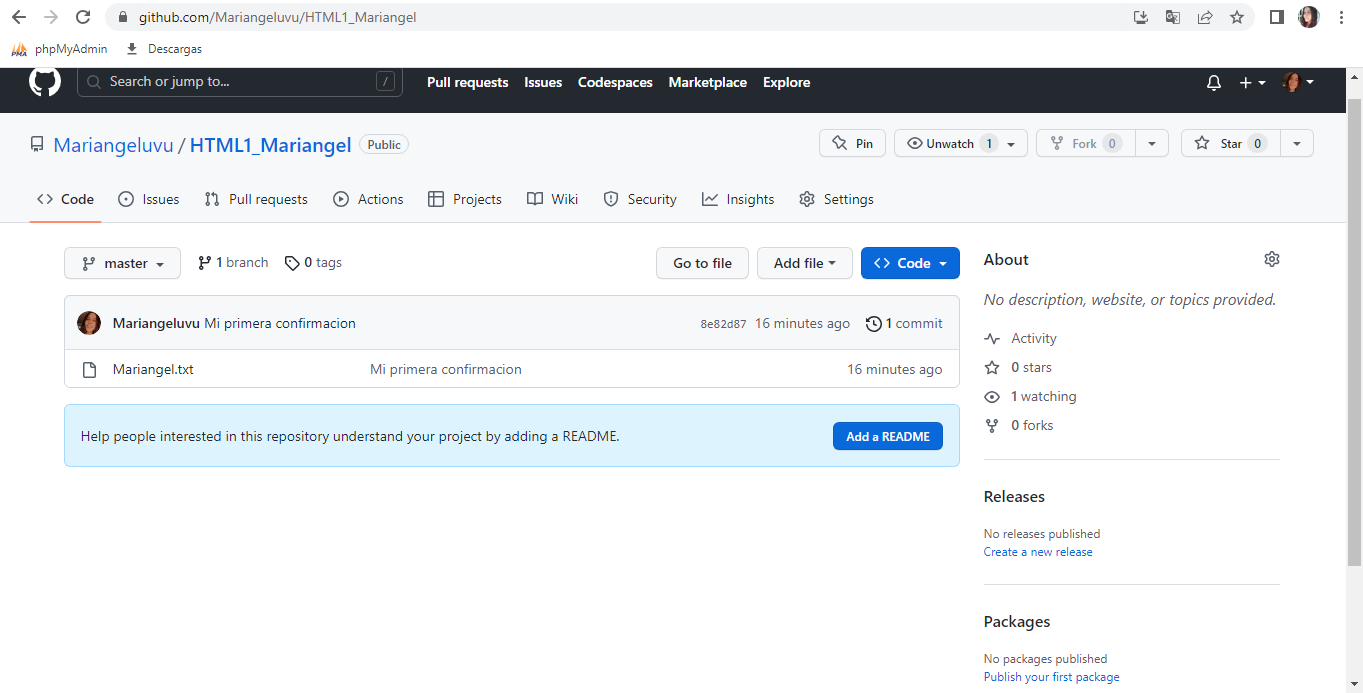 github.com/Mariangeluvu/HTML1_Mariangel
PMA phpMyAdmin Descargas
Search or jump to... / Pull requests Issues Codespaces Marketplace Explore
Mariangeluvu / HTML1_Mariangel Public Pin Unwatch 1 Fork 0 Star 0
Code Issues Pull requests Actions Projects Wiki Security Insights Settings
master 1 branch 0 tags Go to file Add file Code
Mariangeluvu Mi primera confirmacion 8e82d87 16 minutes ago 1 commit
Mariangel.txt Mi primera confirmacion 16 minutes ago
Help people interested in this repository understand your project by adding a README. Add a README
About
No description, website, or topics provided.
Activity
0 stars
1 watching
0 forks
Releases
No releases published
Create a new release
Packages
No packages published
Publish your first package